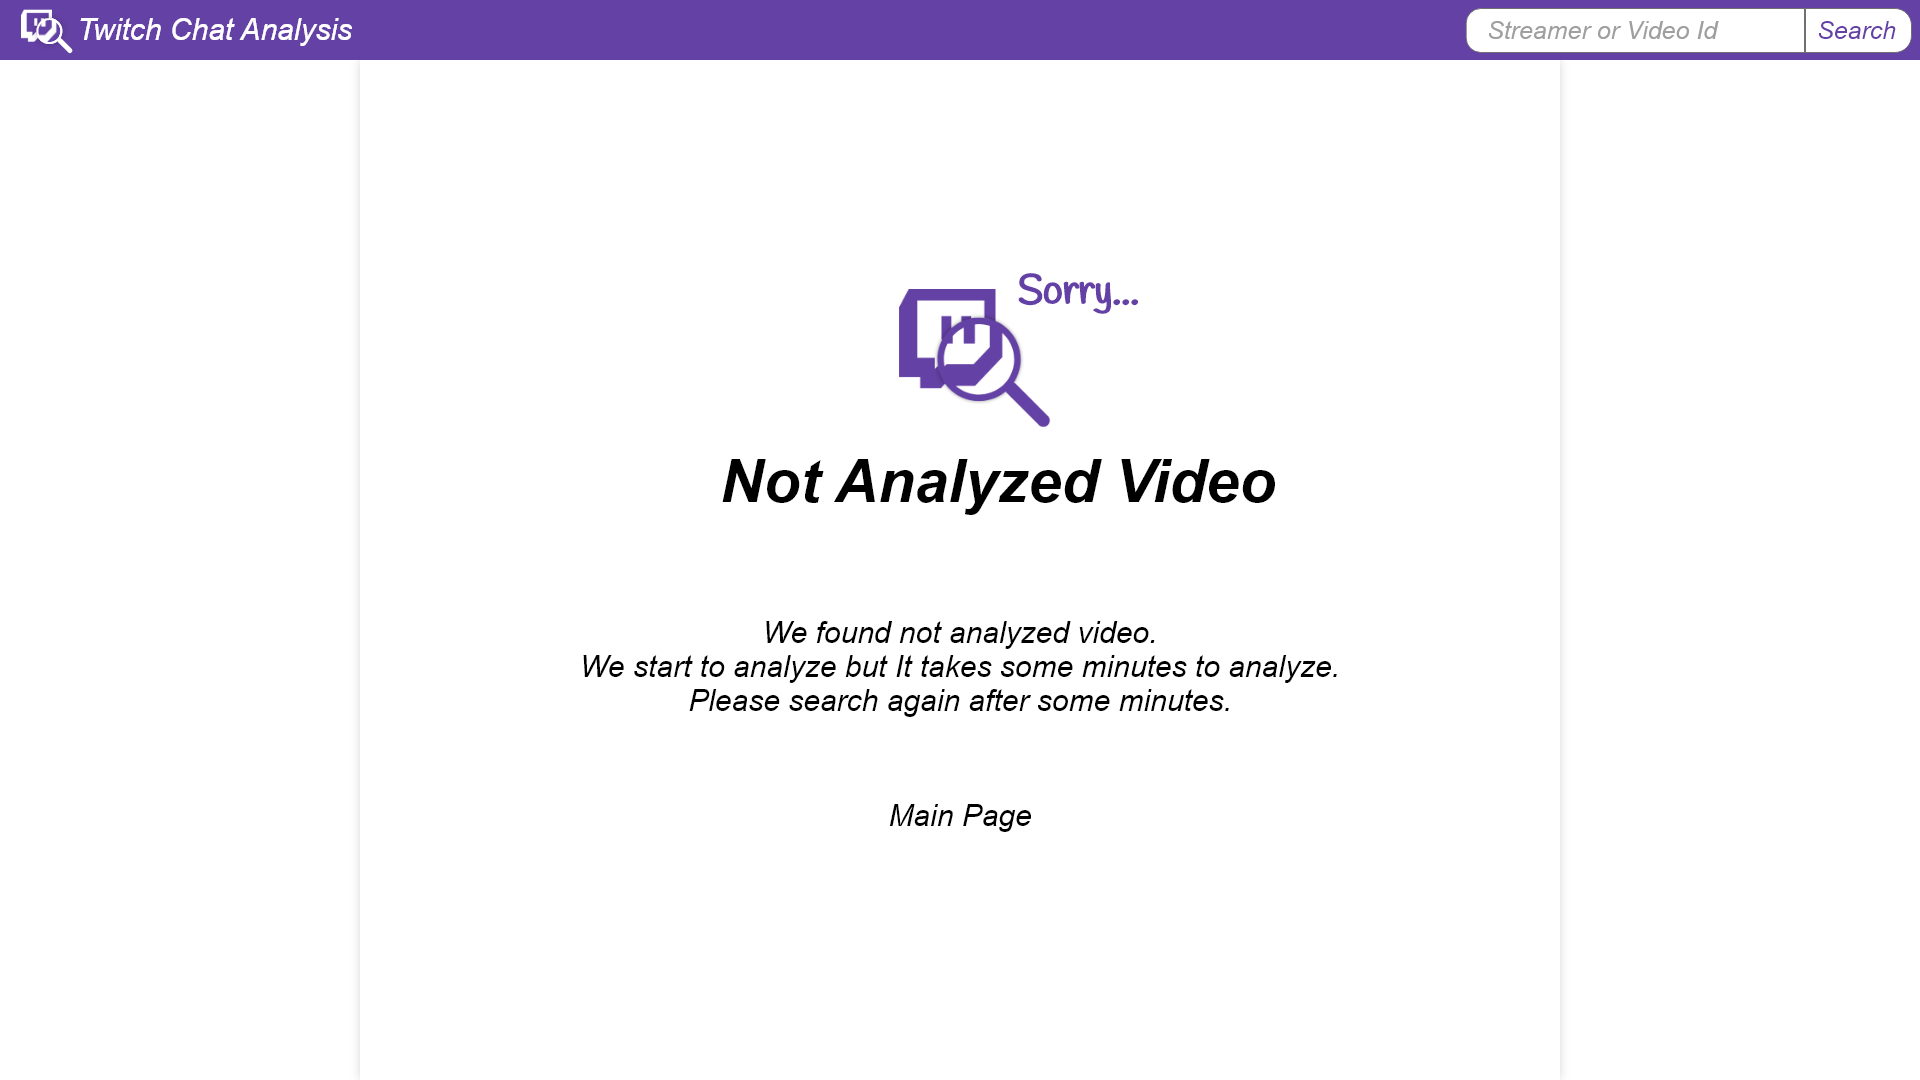 Twitch Chat Analysis
Streamer or Video Id
Search
Sorry...
Not Analyzed Video
We found not analyzed video.
We start to analyze but It takes some minutes to analyze.
Please search again after some minutes.
Main Page